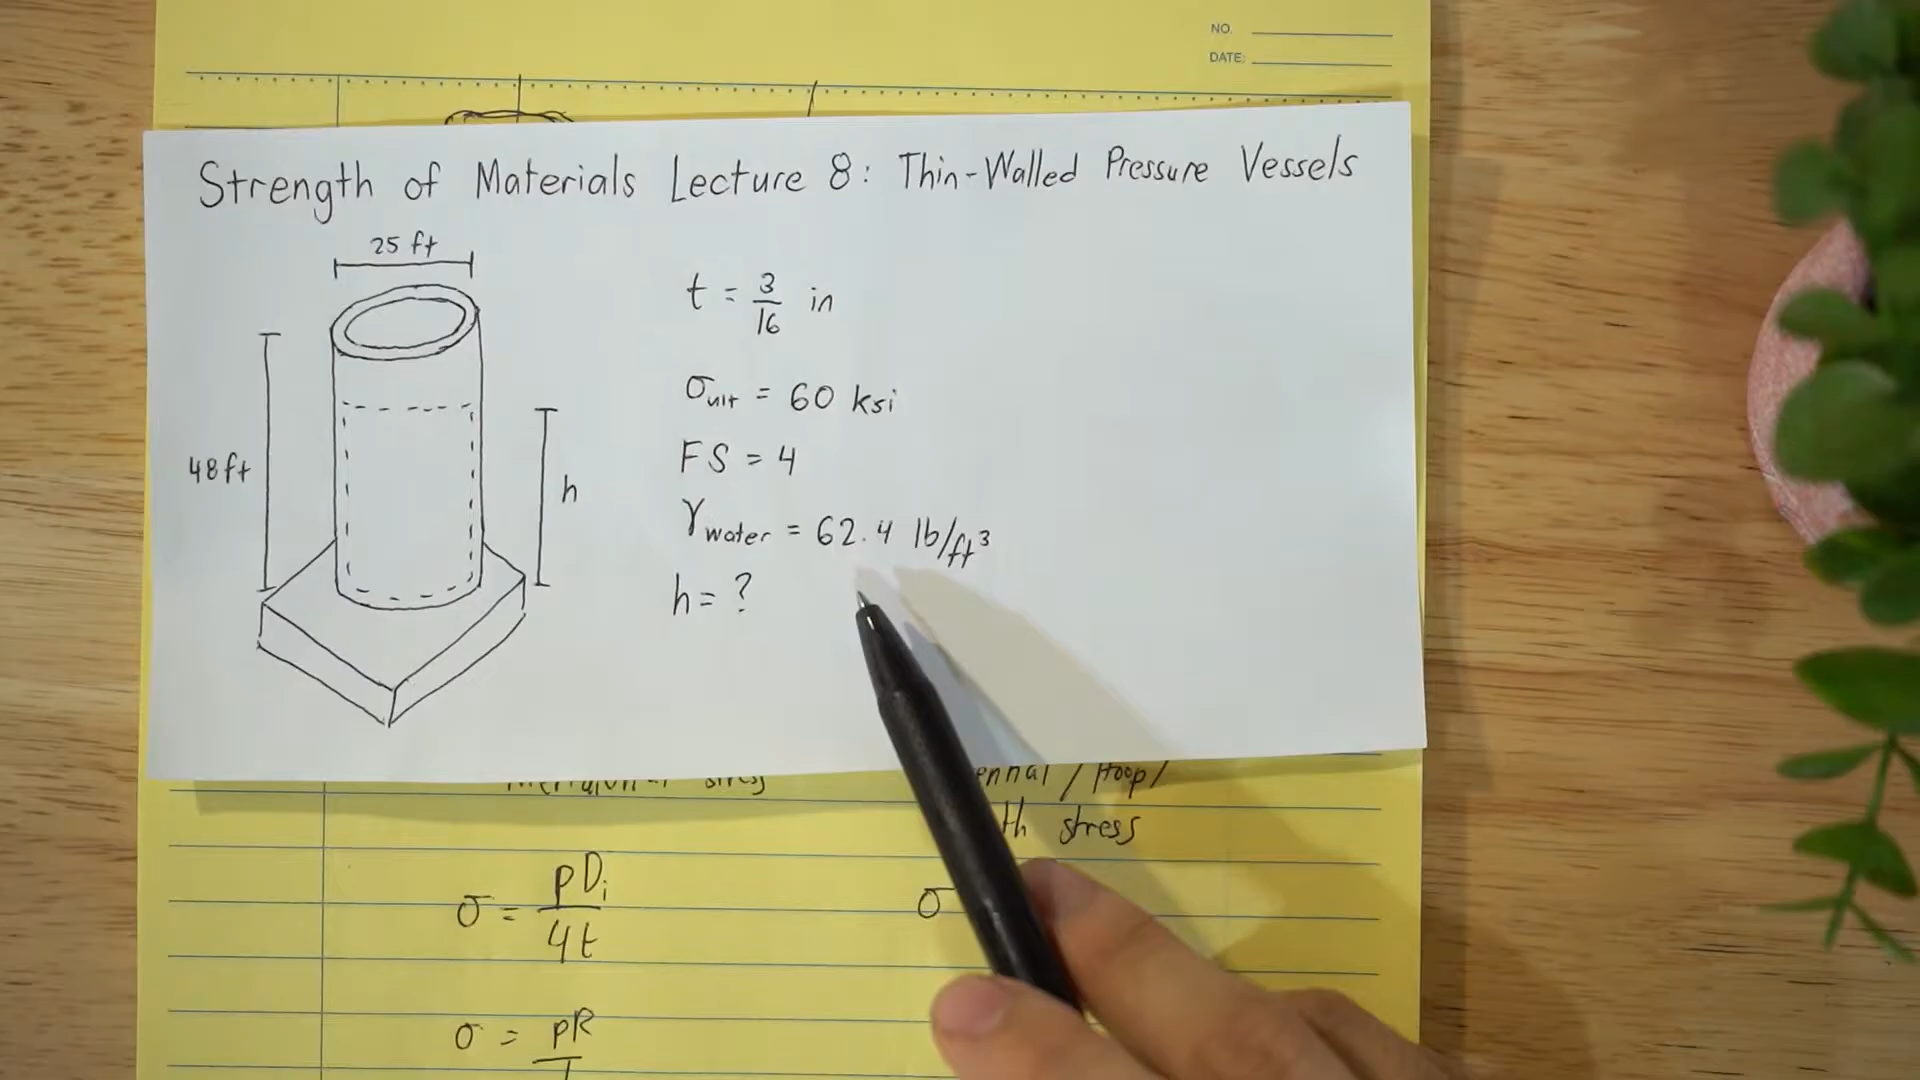 NO.
DATE:
Strength of Materials Lecture 8: Thin-Walled Pressure Vessels
25 ft
48ft
h
t = 3/16 in
σult = 60 ksi
FS = 4
γwater = 62.4 lb/ft³
h = ?
stress
/ Hoop/
stress
σ = pDi/4t
σ
σ = pR